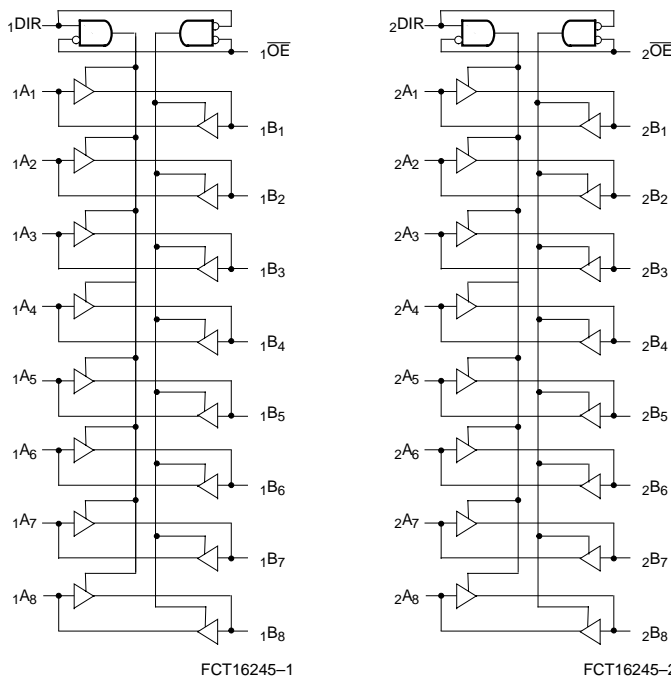 ₁DIR
₁O̅E̅
₁A₁
₁B₁
₁A₂
₁B₂
₁A₃
₁B₃
₁A₄
₁B₄
₁A₅
₁B₅
₁A₆
₁B₆
₁A₇
₁B₇
₁A₈
₁B₈
FCT16245–1
₂DIR
₂O̅E̅
₂A₁
₂B₁
₂A₂
₂B₂
₂A₃
₂B₃
₂A₄
₂B₄
₂A₅
₂B₅
₂A₆
₂B₆
₂A₇
₂B₇
₂A₈
₂B₈
FCT16245–2